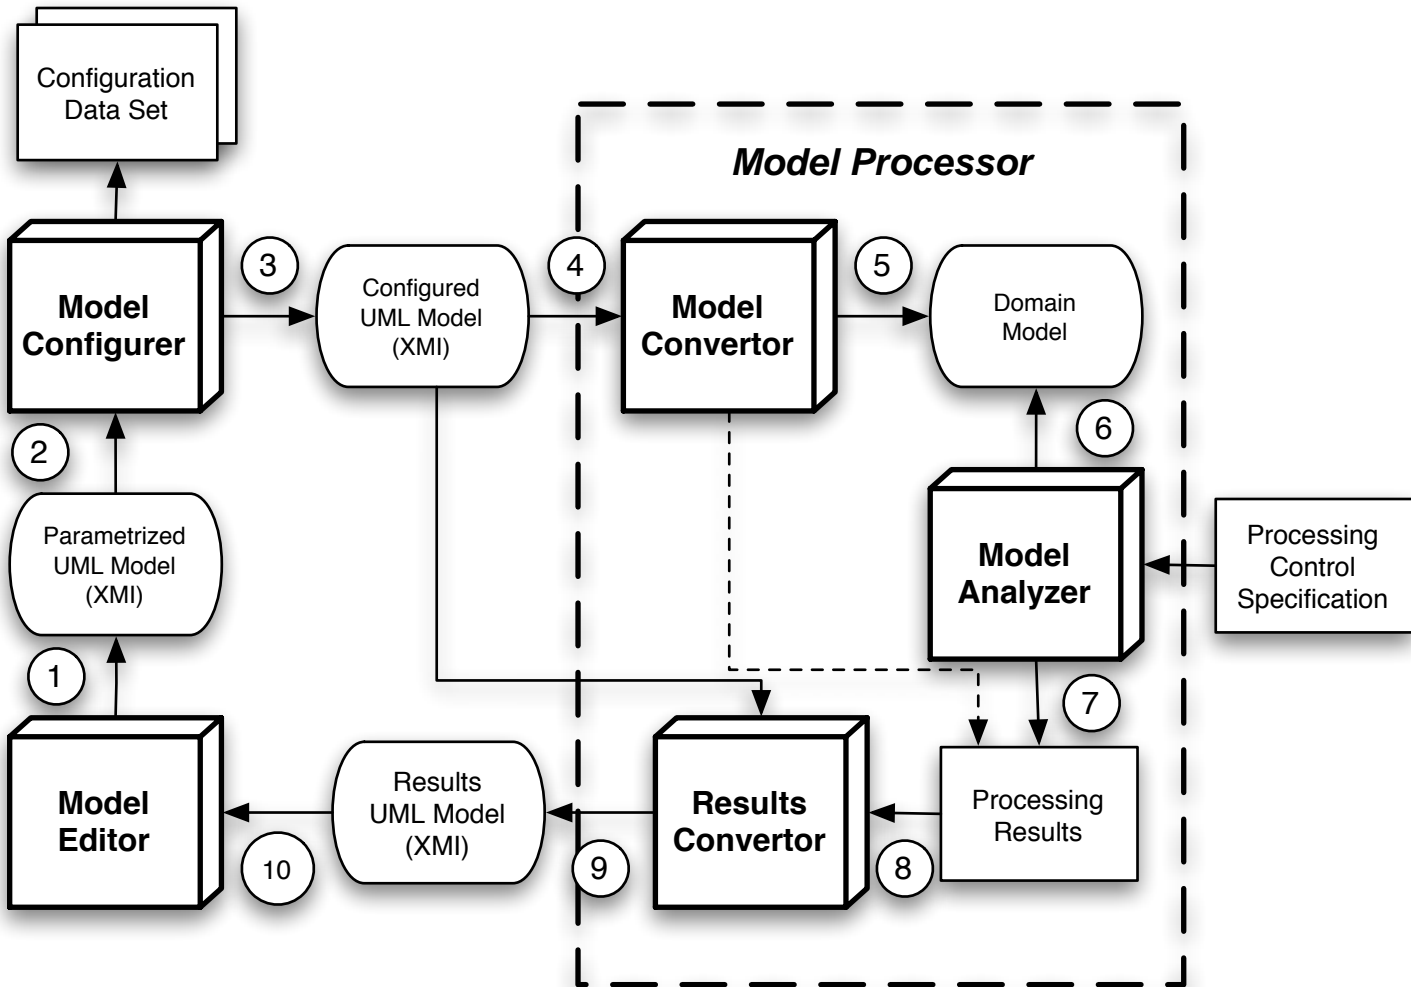 Configuration
Data Set
Model Processor
3
4
5
Model
Configurer
Configured
UML Model
(XMI)
Model
Convertor
Domain
Model
2
6
Parametrized
UML Model
(XMI)
Model
Analyzer
Processing
Control
Specification
1
7
Model
Editor
Results
UML Model
(XMI)
Results
Convertor
Processing
Results
10
9
8